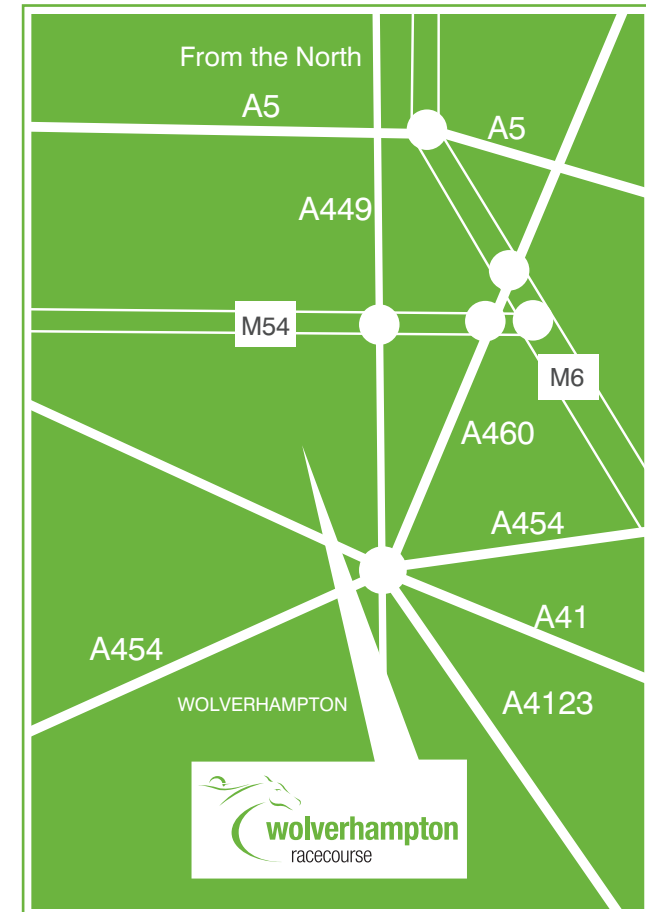 From the North
A5
A5
A449
M54
M6
A460
A454
A41
A454
WOLVERHAMPTON
A4123
wolverhampton
racecourse